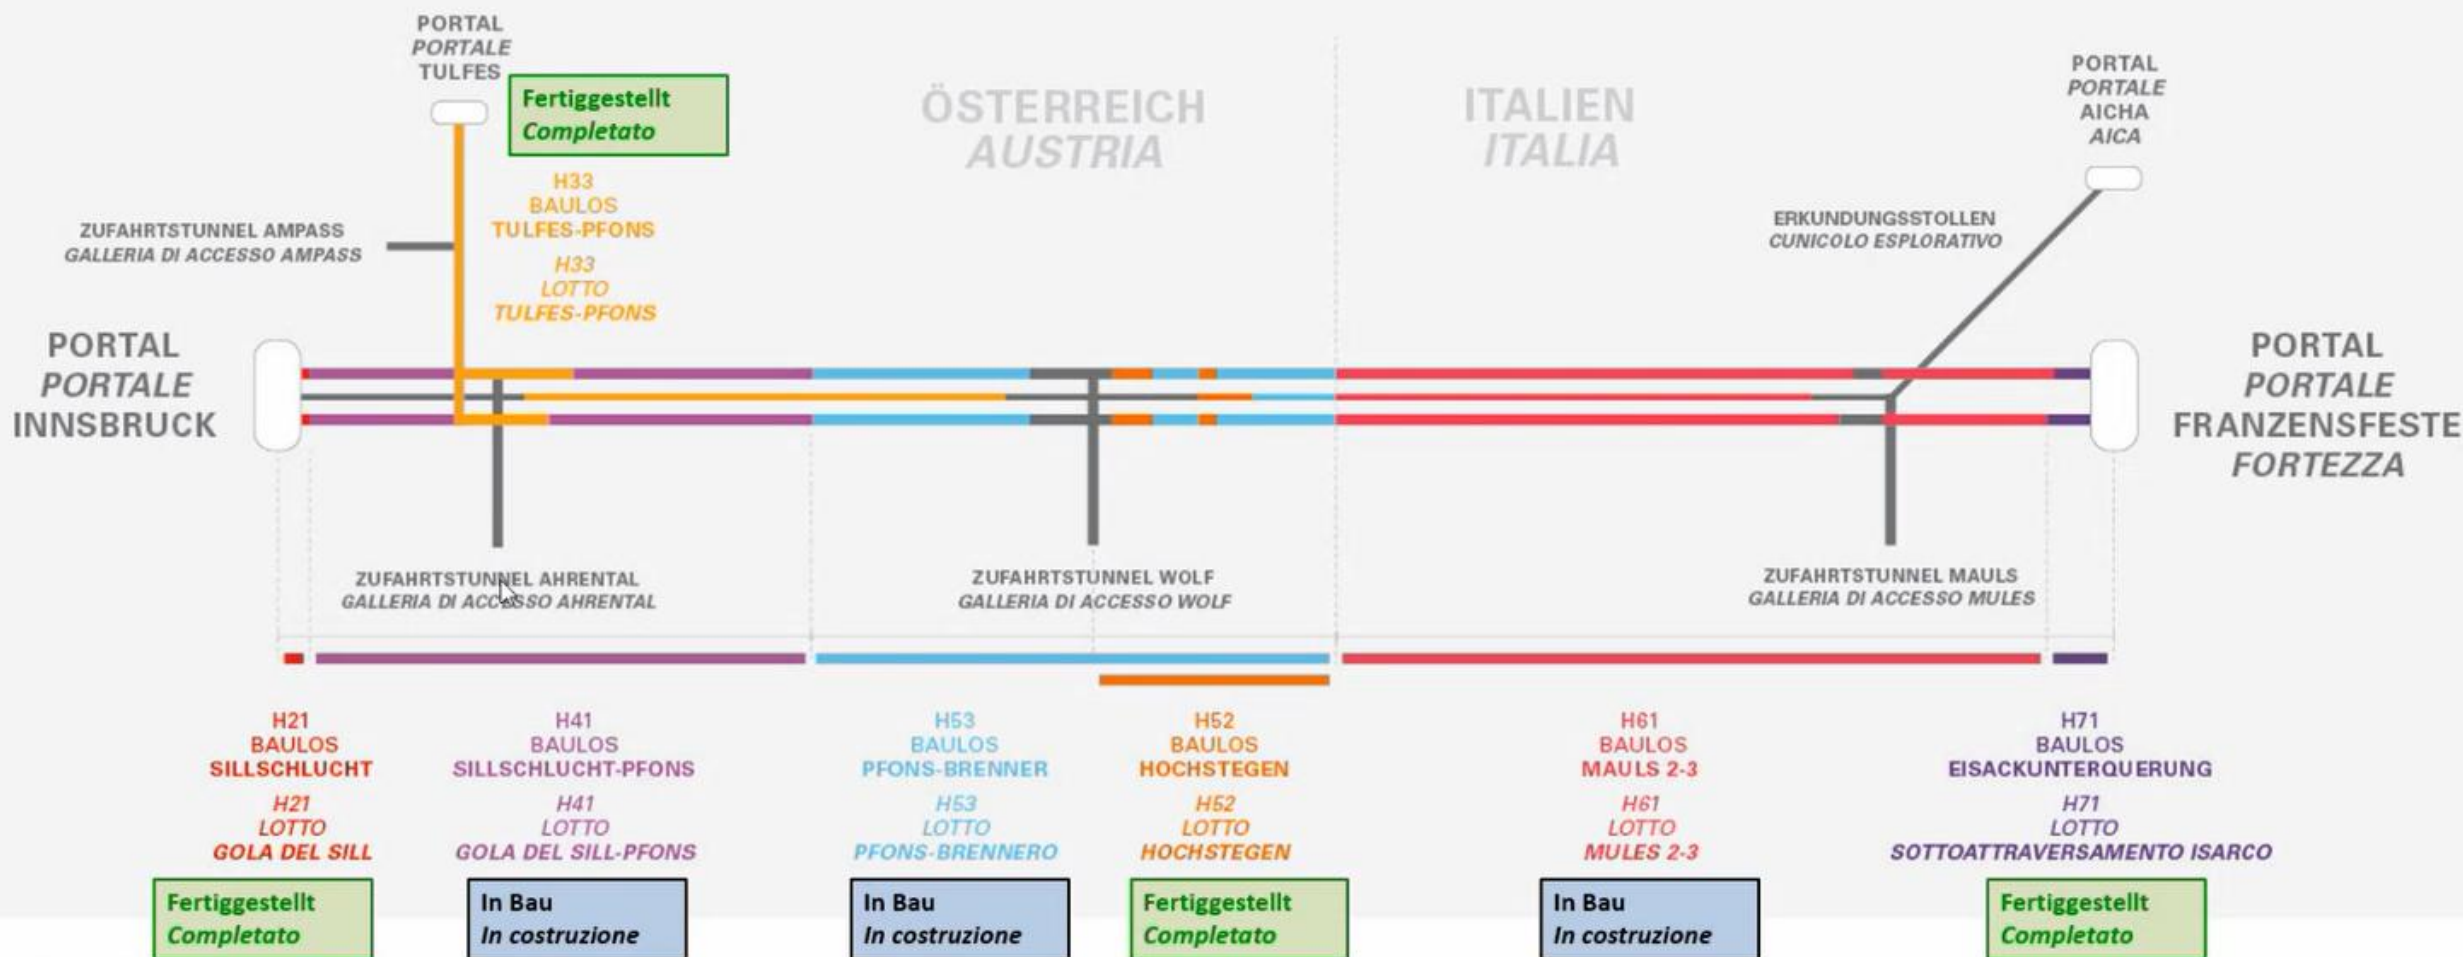 PORTAL
PORTALE
TULFES
Fertiggestellt
Completato
ÖSTERREICH
AUSTRIA
ITALIEN
ITALIA
PORTAL
PORTALE
AICHA
AICA
H33
BAULOS
TULFES-PFONS
H33
LOTTO
TULFES-PFONS
ZUFAHRTSTUNNEL AMPASS
GALLERIA DI ACCESSO AMPASS
ERKUNDUNGSSTOLLEN
CUNICOLO ESPLORATIVO
PORTAL
PORTALE
INNSBRUCK
PORTAL
PORTALE
FRANZENSFESTE
FORTEZZA
ZUFAHRTSTUNNEL AHRENTAL
GALLERIA DI ACCESSO AHRENTAL
ZUFAHRTSTUNNEL WOLF
GALLERIA DI ACCESSO WOLF
ZUFAHRTSTUNNEL MAULS
GALLERIA DI ACCESSO MULES
H21
BAULOS
SILLSCHLUCHT
H21
LOTTO
GOLA DEL SILL
Fertiggestellt
Completato
H41
BAULOS
SILLSCHLUCHT-PFONS
H41
LOTTO
GOLA DEL SILL-PFONS
In Bau
In costruzione
H53
BAULOS
PFONS-BRENNER
H53
LOTTO
PFONS-BRENNERO
In Bau
In costruzione
H52
BAULOS
HOCHSTEGEN
H52
LOTTO
HOCHSTEGEN
Fertiggestellt
Completato
H61
BAULOS
MAULS 2-3
H61
LOTTO
MULES 2-3
In Bau
In costruzione
H71
BAULOS
EISACKUNTERQUERUNG
H71
LOTTO
SOTTOATTRAVERSAMENTO ISARCO
Fertiggestellt
Completato